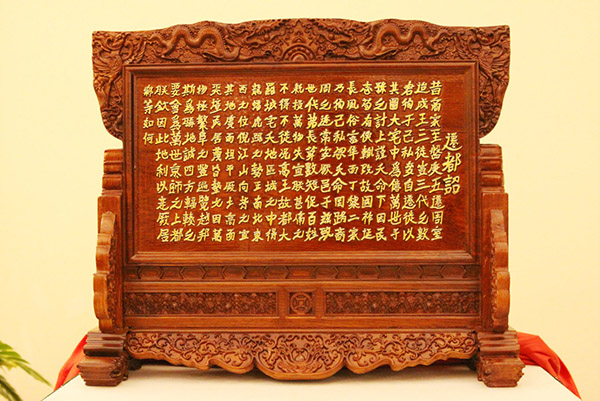 遷都詔
昔商家至盤庚五遷周室
迨成王三徙豈三代之數
君徇于己私妄自遷徙以
其圖大宅中爲億萬世子
孫之計上謹天命下因民
志苟有便輒改故國祚延
長風俗富阜而丁黎二家
乃徇己私忽天命罔蹈商
周之迹常安厥邑于茲致
世代弗長算數短促百姓
耗損萬物失宜朕甚痛之
不得不徙況高王故都大
羅城宅天地區域之中得
龍蟠虎踞之勢正南北東
西之位便江山向背之宜
其地廣而坦平厥土高而
爽塏民居蔑昏墊之困萬
物極繁阜之豐遍覽越邦
斯爲勝地誠四方輻輳之
要會爲萬世京師之上都
朕欲因此地利以定厥居
卿等如何